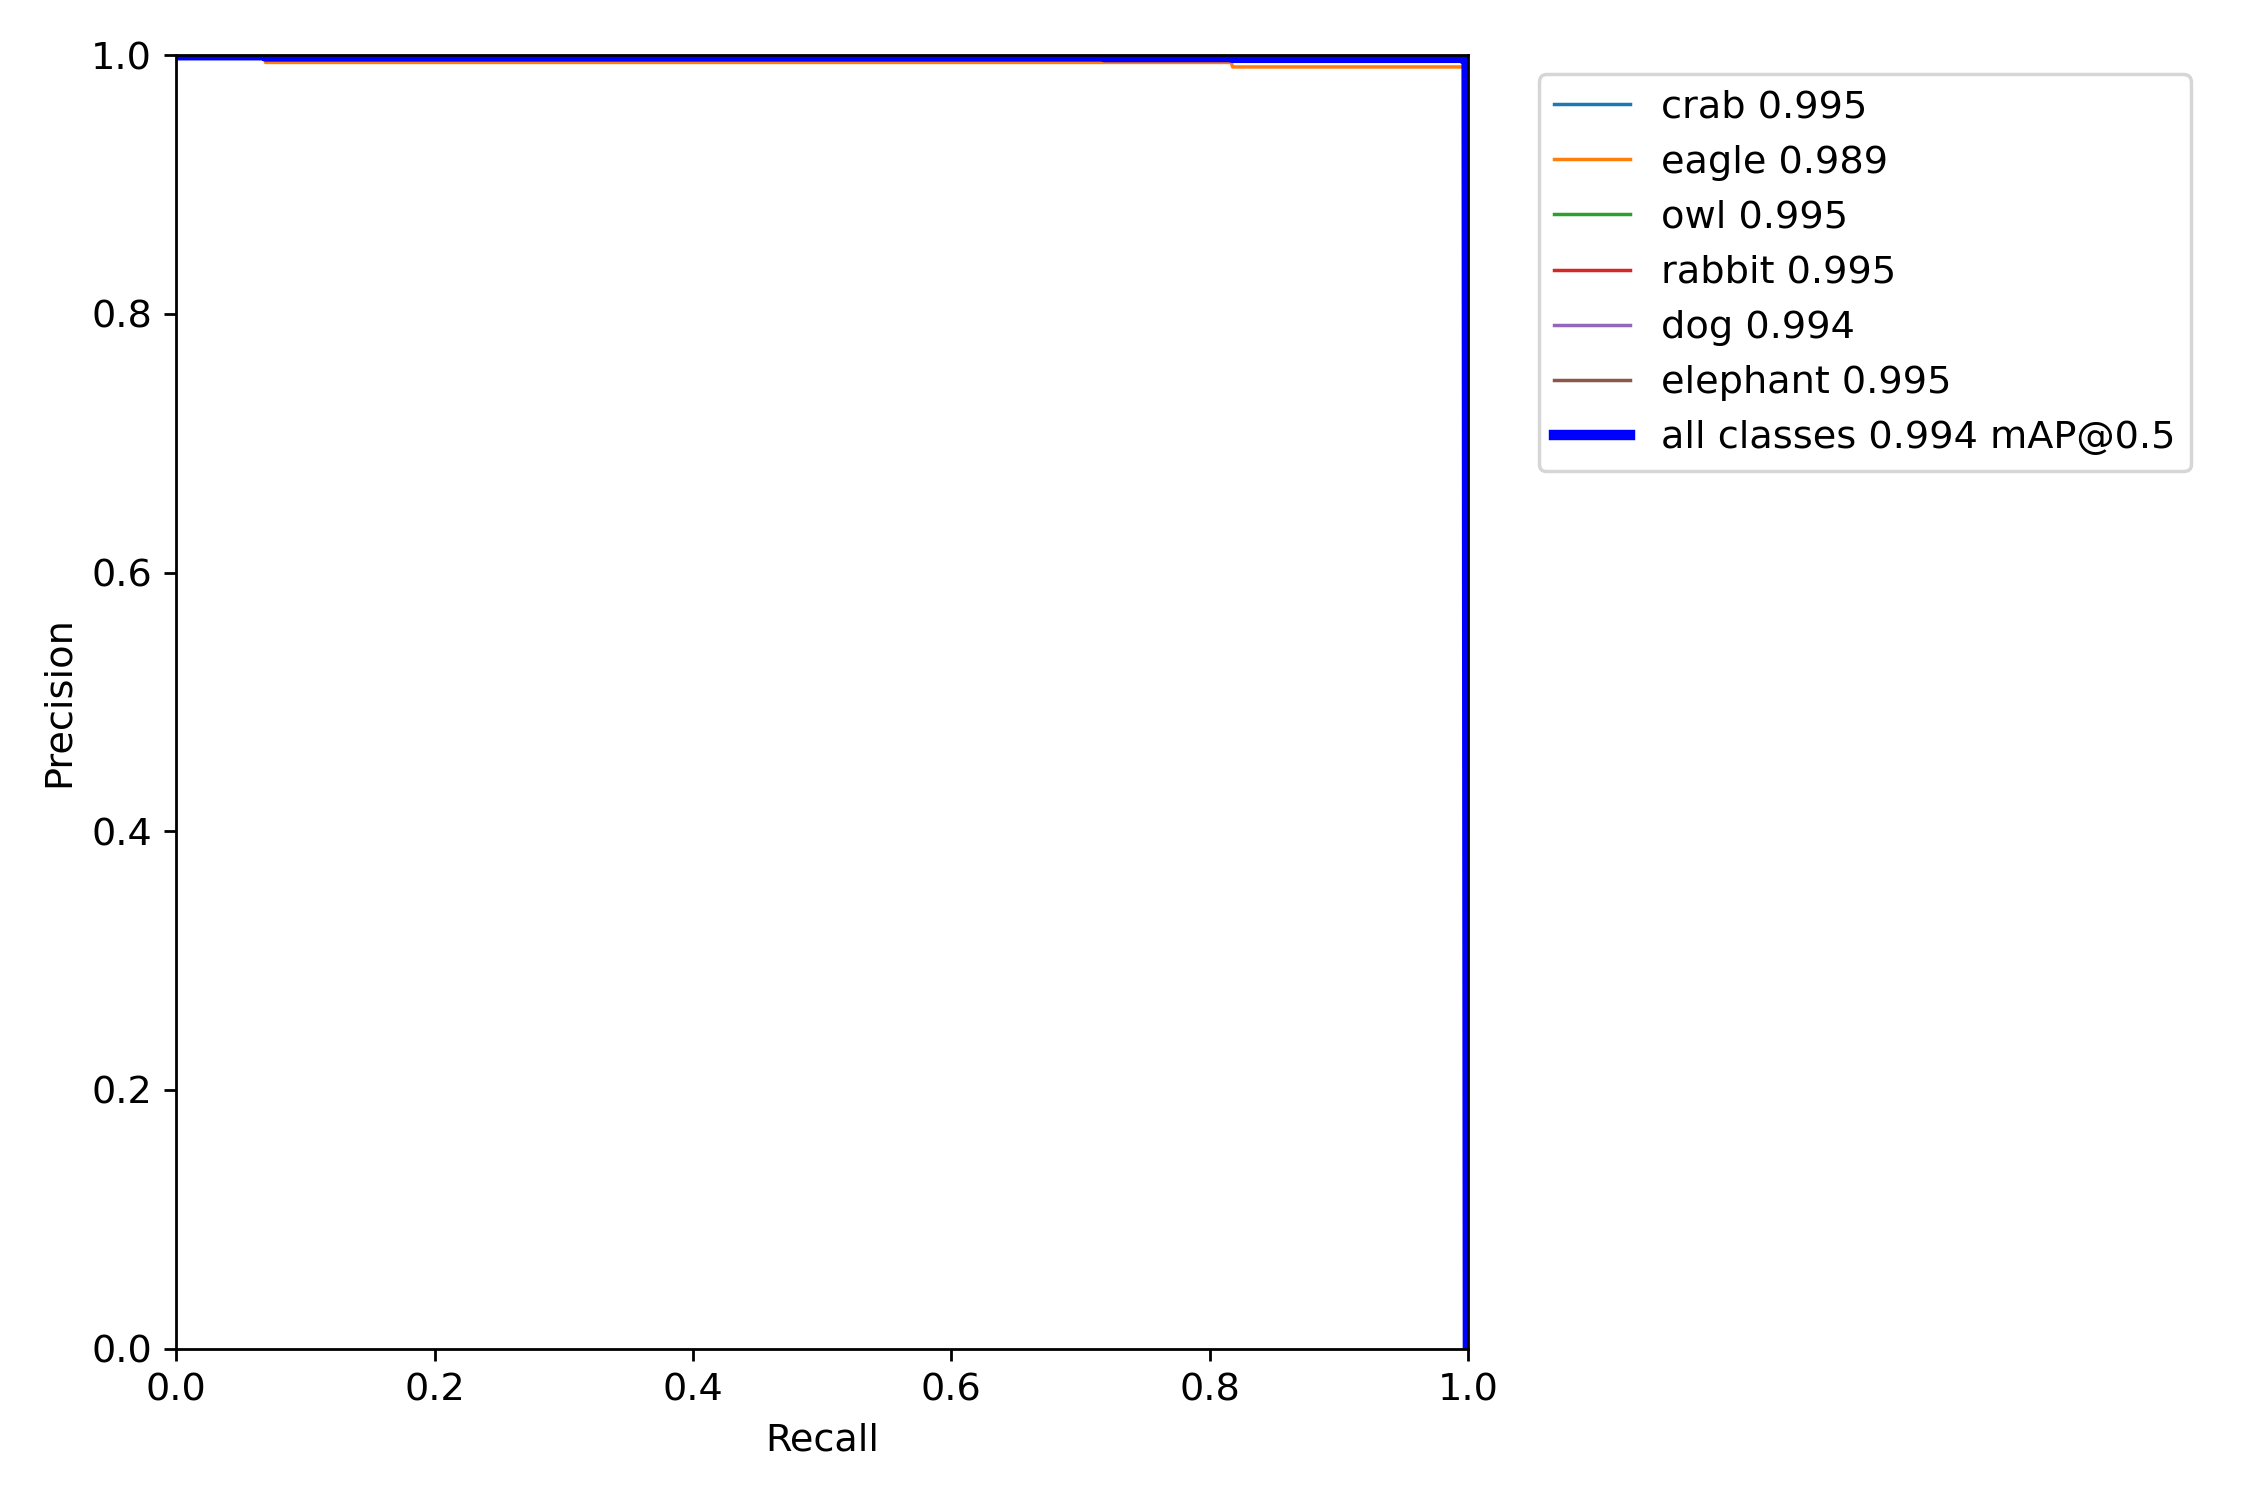 1.0
0.8
0.6
0.4
0.2
0.0
Precision
0.0 0.2 0.4 0.6 0.8 1.0
Recall
crab 0.995
eagle 0.989
owl 0.995
rabbit 0.995
dog 0.994
elephant 0.995
all classes 0.994 mAP@0.5